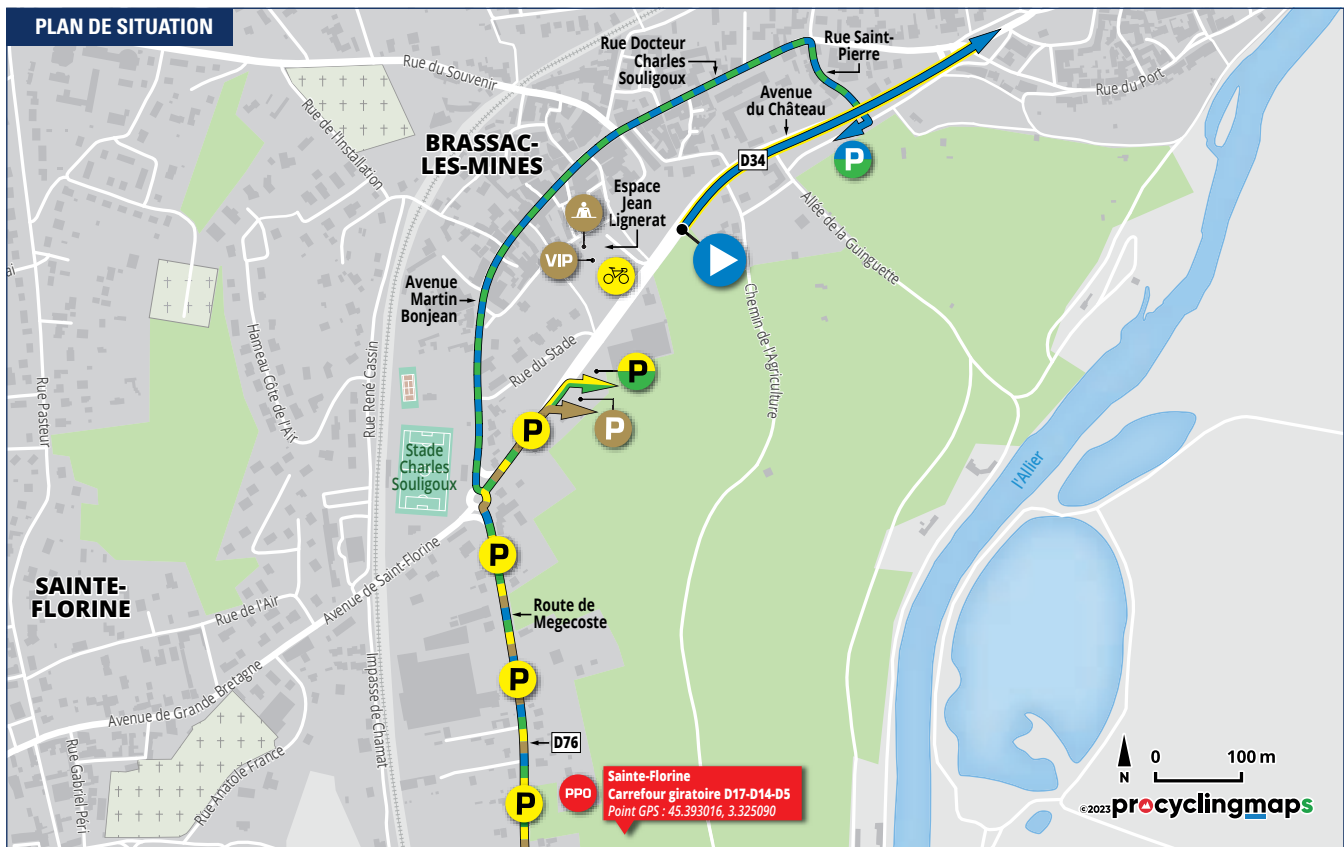 PLAN DE SITUATION
Rue du Souvenir
Rue Docteur
Charles
Souligoux
Rue Saint-
Pierre
Rue du Port
Avenue
du Château
Rue de l'Installation
BRASSAC-
LES-MINES
D34
P
Espace
Jean
Lignerat
VIP
Allée de la Guinguette
Avenue
Martin
Bonjean
Hameau Côte de l'Air
Rue René Cassin
Rue Pasteur
Rue du Stade
Chemin de l'Agriculture
P
P
P
Stade
Charles
Souligoux
l'Allier
P
SAINTE-
FLORINE
Rue de l'Air
Avenue de Saint-Florine
Route de
Megecoste
Impasse de Chamat
P
Avenue de Grande Bretagne
D76
Rue Gabriel Péri
Rue Anatole France
P
PPO
Sainte-Florine
Carrefour giratoire D17-D14-D5
Point GPS : 45.393016, 3.325090
N
0 100 m
©2023 procyclingmaps